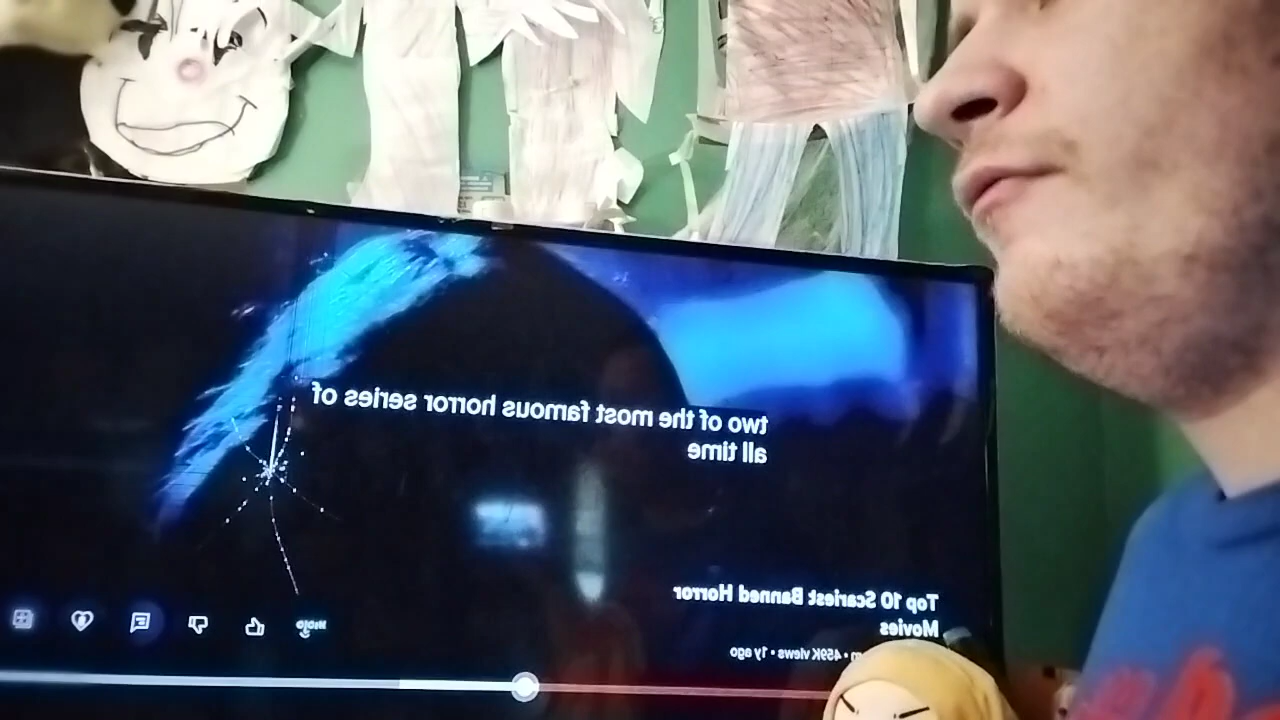 two of the most famous horror series of
all time
Top 10 Scariest Banned Horror
Movies
459K views • 1y ago